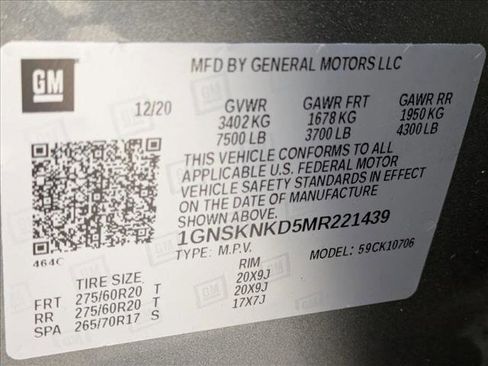 GM
MFD BY GENERAL MOTORS LLC
12/20 GVWR GAWR FRT GAWR RR
3402 KG 1678 KG 1950 KG
7500 LB 3700 LB 4300 LB
THIS VEHICLE CONFORMS TO ALL
APPLICABLE U.S. FEDERAL MOTOR
VEHICLE SAFETY STANDARDS IN EFFECT
ON THE DATE OF MANUFACTURE
SHOWN ABOVE.
1GNSKNKD5MR221439
464C
TYPE: M.P.V. MODEL: 59CK10706
TIRE SIZE RIM
FRT 275/60R20 T 20X9J
RR 275/60R20 T 20X9J
SPA 265/70R17 S 17X7J